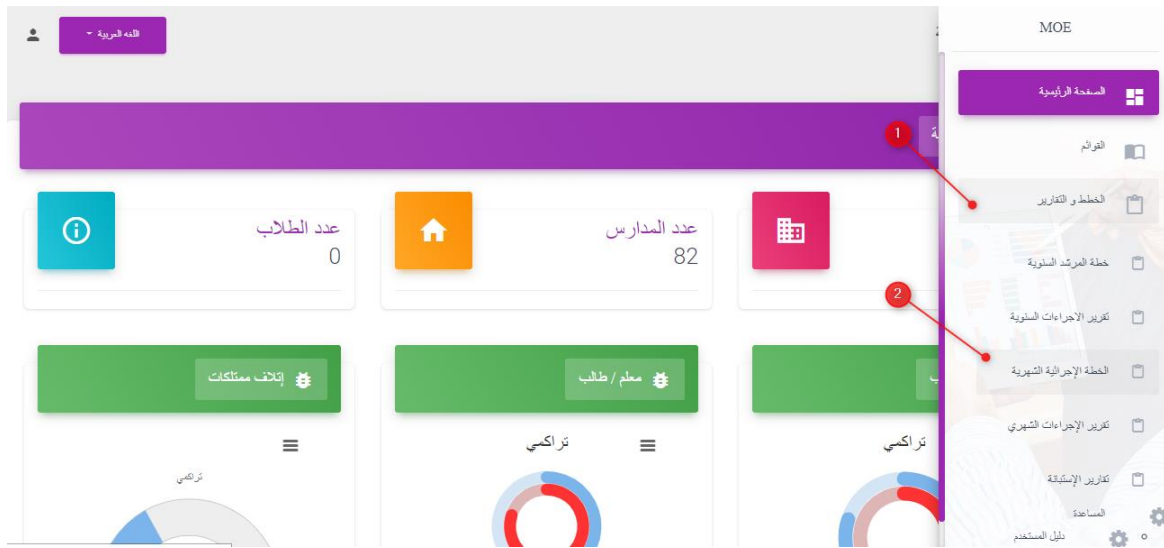 MOE
اللغه العربية
الصفحة الرئيسية
القوائم
1
الخطط و التقارير
خطة المرشد السنوية
2
تقرير الاجراءات السنوية
الخطة الإجرائية الشهرية
تقرير الإجراءات الشهري
تقارير الإستبانة
المساعدة
دليل المستخدم
عدد المدارس
82
عدد الطلاب
0
معلم / طالب
إتلاف ممتلكات
تراكمي
تراكمي
تراكمي